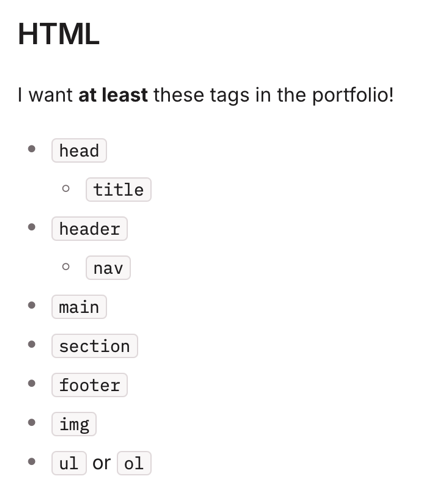 HTML
I want at least these tags in the portfolio!
head
title
header
nav
main
section
footer
img
ul or ol